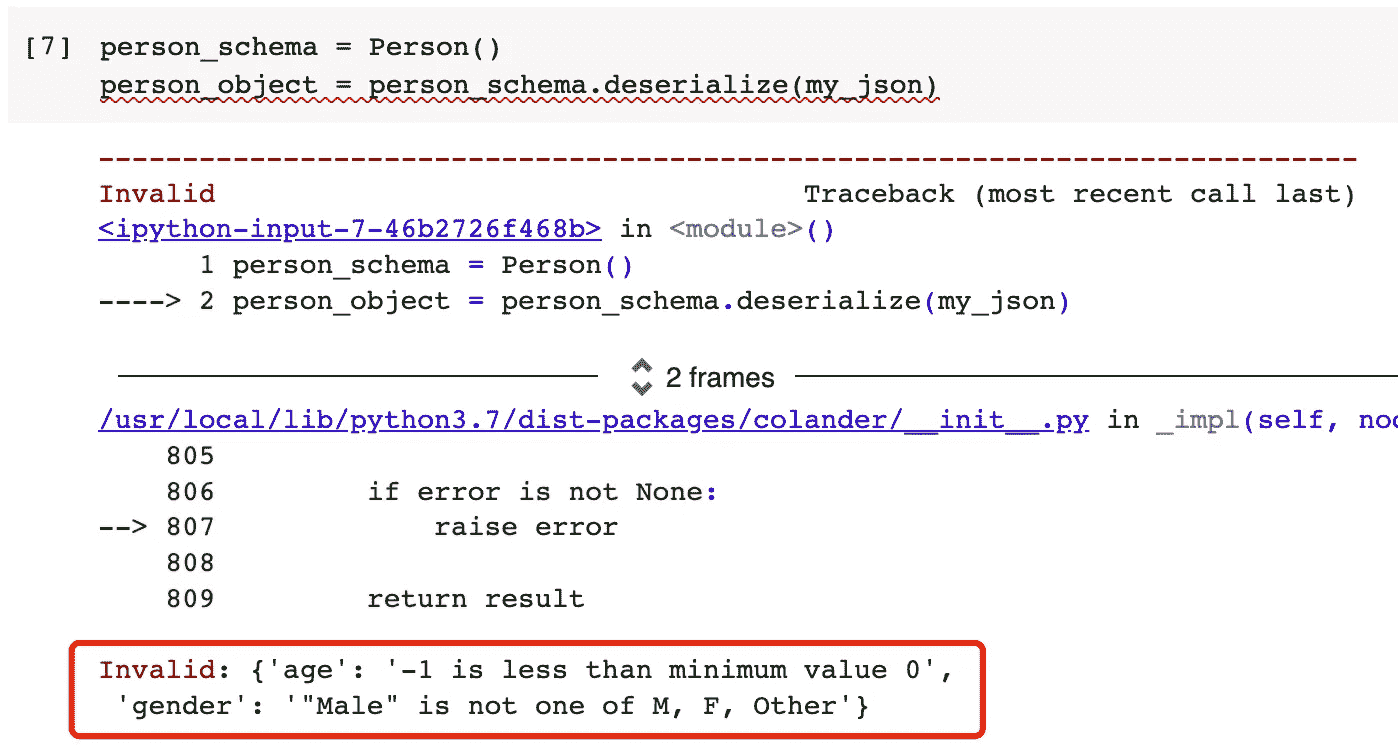 [7] person_schema = Person()
person_object = person_schema.deserialize(my_json)
---------------------------------------------------------------------------
Invalid                                   Traceback (most recent call last)
<ipython-input-7-46b2726f468b> in <module>()
      1 person_schema = Person()
----> 2 person_object = person_schema.deserialize(my_json)
2 frames
/usr/local/lib/python3.7/dist-packages/colander/__init__.py in _impl(self, noc
    805
    806         if error is not None:
--> 807             raise error
    808
    809         return result
Invalid: {'age': '-1 is less than minimum value 0',
 'gender': '"Male" is not one of M, F, Other'}